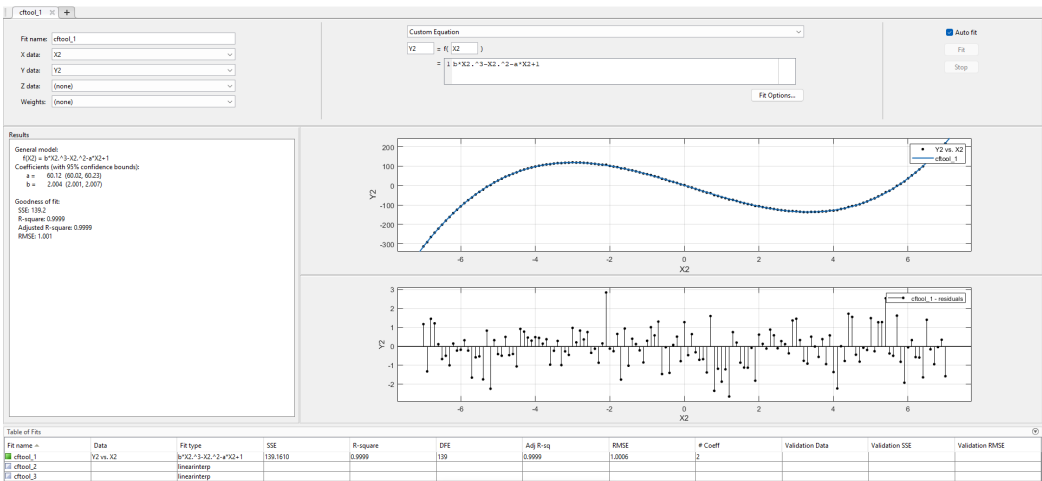 cftool_1
Fit name: cftool_1
X data: X2
Y data: Y2
Z data: (none)
Weights: (none)
Custom Equation
Y2 = f( X2 )
= 1 b*X2.^3-X2.^2-a*X2+1
Fit Options...
Auto fit
Fit
Stop
Results
General model:
f(X2) = b*X2.^3-X2.^2-a*X2+1
Coefficients (with 95% confidence bounds):
a = 60.12 (60.02, 60.23)
b = 2.004 (2.001, 2.007)
Goodness of fit:
SSE: 139.2
R-square: 0.9999
Adjusted R-square: 0.9999
RMSE: 1.001
200
100
0
-100
-200
-300
Y2
Y2 vs. X2
cftool_1
-6 -4 -2 0 2 4 6
X2
3
2
1
0
-1
-2
Y2
cftool_1 - residuals
-6 -4 -2 0 2 4 6
X2
Table of Fits
Fit name Data Fit type SSE R-square DFE Adj R-sq RMSE # Coeff Validation Data Validation SSE Validation RMSE
cftool_1 Y2 vs. X2 b*X2.^3-X2.^2-a*X2+1 139.1610 0.9999 139 0.9999 1.0006 2
cftool_2 linearinterp
cftool_3 linearinterp